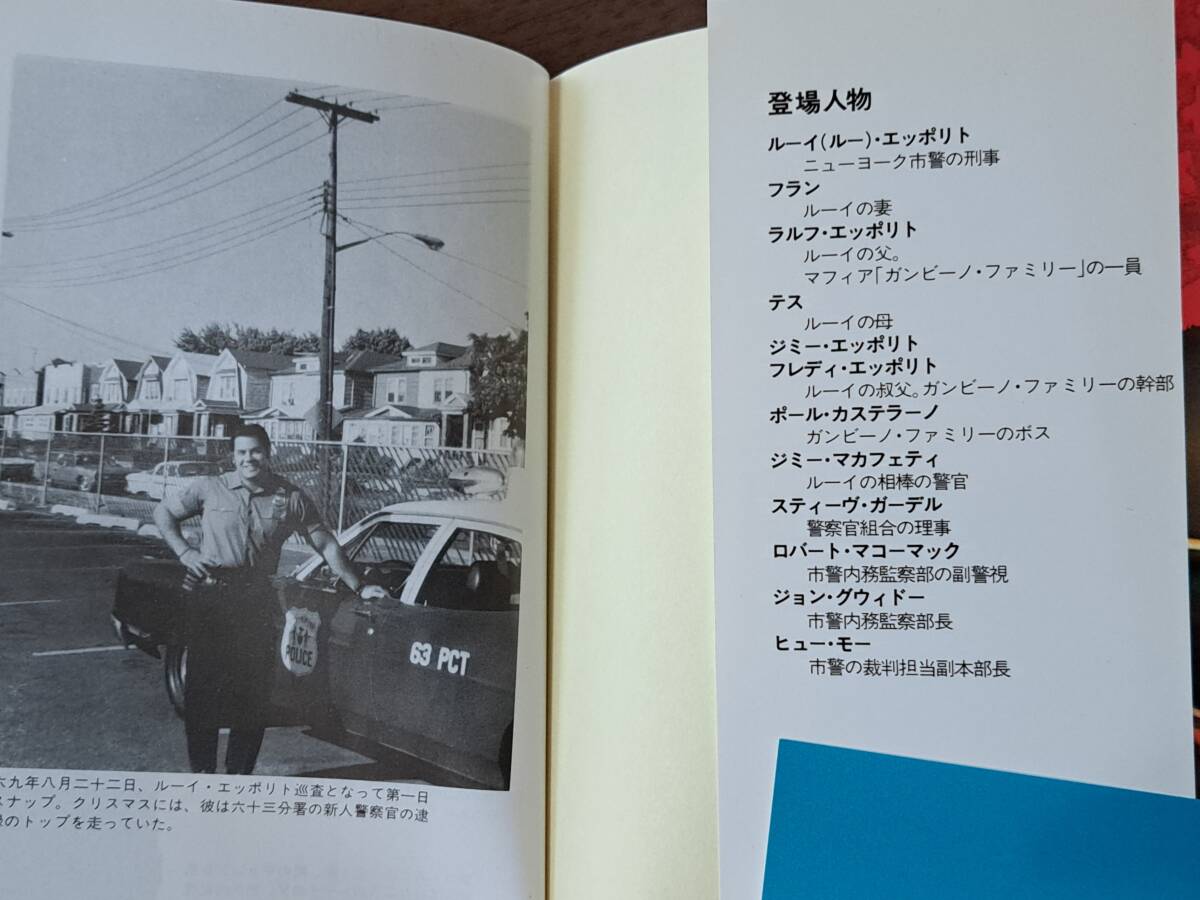 POLICE
63 PCT
六九年八月二十二日、ルーイ・エッポリト巡査となって第一日
スナップ。クリスマスには、彼は六十三分署の新人警察官の逮
のトップを走っていた。
登場人物
ルーイ(ルー)・エッポリト
ニューヨーク市警の刑事
フラン
ルーイの妻
ラルフ・エッポリト
ルーイの父。
マフィア「ガンビーノ・ファミリー」の一員
テス
ルーイの母
ジミー・エッポリト
フレディ・エッポリト
ルーイの叔父。ガンビーノ・ファミリーの幹部
ポール・カステラーノ
ガンビーノ・ファミリーのボス
ジミー・マカフェティ
ルーイの相棒の警官
スティーヴ・ガーデル
警察官組合の理事
ロバート・マコーマック
市警内務監察部の副警視
ジョン・グウィドー
市警内務監察部長
ヒュー・モー
市警の裁判担当副本部長